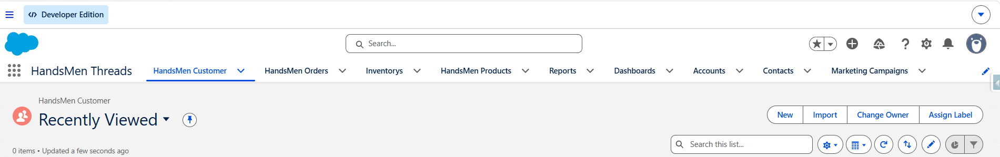 Developer Edition
Search...
HandsMen Threads HandsMen Customer HandsMen Orders Inventorys HandsMen Products Reports Dashboards Accounts Contacts Marketing Campaigns
HandsMen Customer
Recently Viewed
New Import Change Owner Assign Label
Search this list...
0 items • Updated a few seconds ago